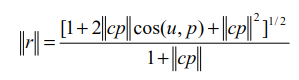 ‖r‖ = [1 + 2‖cp‖cos(u, p) + ‖cp‖²]^{1/2} / 1 + ‖cp‖